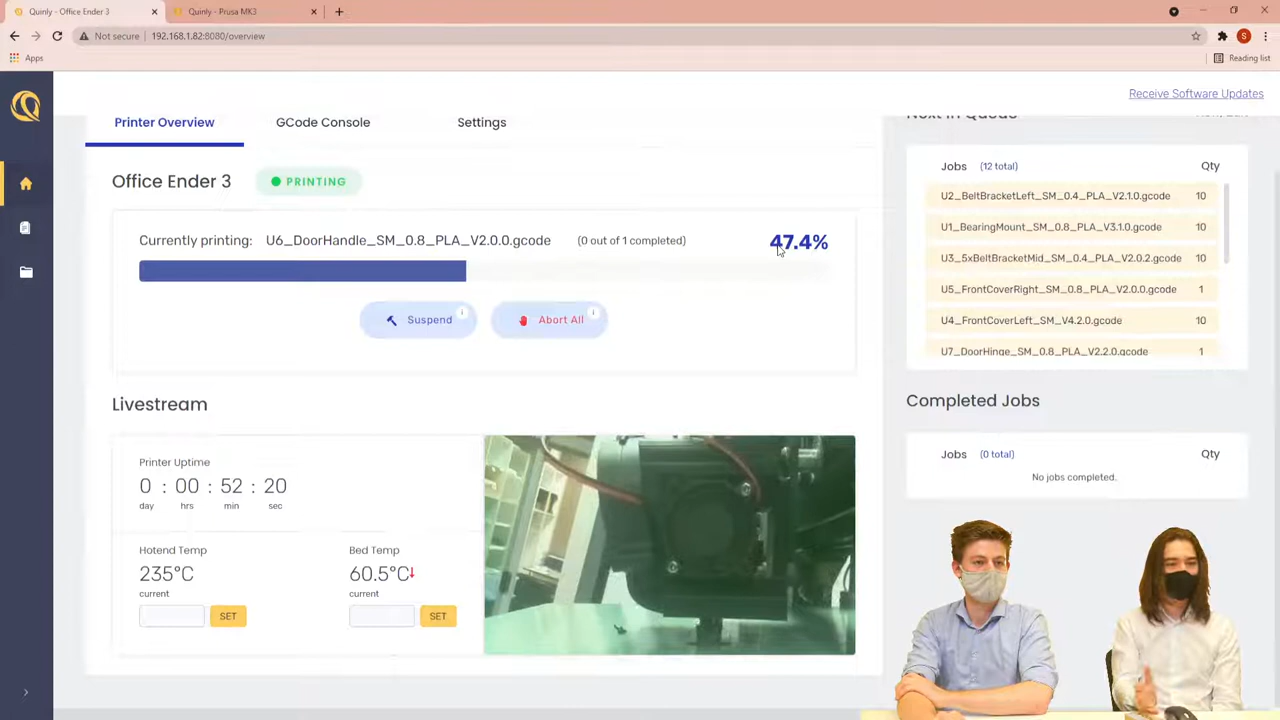 Quinly - Office Ender 3
Quinly - Prusa MK3
Not secure
192.168.1.82:8080/overview
S
Apps
Reading list
Receive Software Updates
Printer Overview
GCode Console
Settings
Next In Queue
Office Ender 3
PRINTING
Currently printing: U6_DoorHandle_SM_0.8_PLA_V2.0.0.gcode (0 out of 1 completed)
47.4%
Suspend
Abort All
Jobs (12 total) Qty
U2_BeltBracketLeft_SM_0.4_PLA_V2.1.0.gcode 10
U1_BearingMount_SM_0.8_PLA_V3.1.0.gcode 10
U3_5xBeltBracketMid_SM_0.4_PLA_V2.0.2.gcode 10
U5_FrontCoverRight_SM_0.8_PLA_V2.0.0.gcode 1
U4_FrontCoverLeft_SM_V4.2.0.gcode 10
U7_DoorHinge_SM_0.8_PLA_V2.2.0.gcode 1
Livestream
Printer Uptime
0 : 00 : 52 : 20
day hrs min sec
Hotend Temp
235°C
current
SET
Bed Temp
60.5°C
current
SET
Completed Jobs
Jobs (0 total) Qty
No jobs completed.